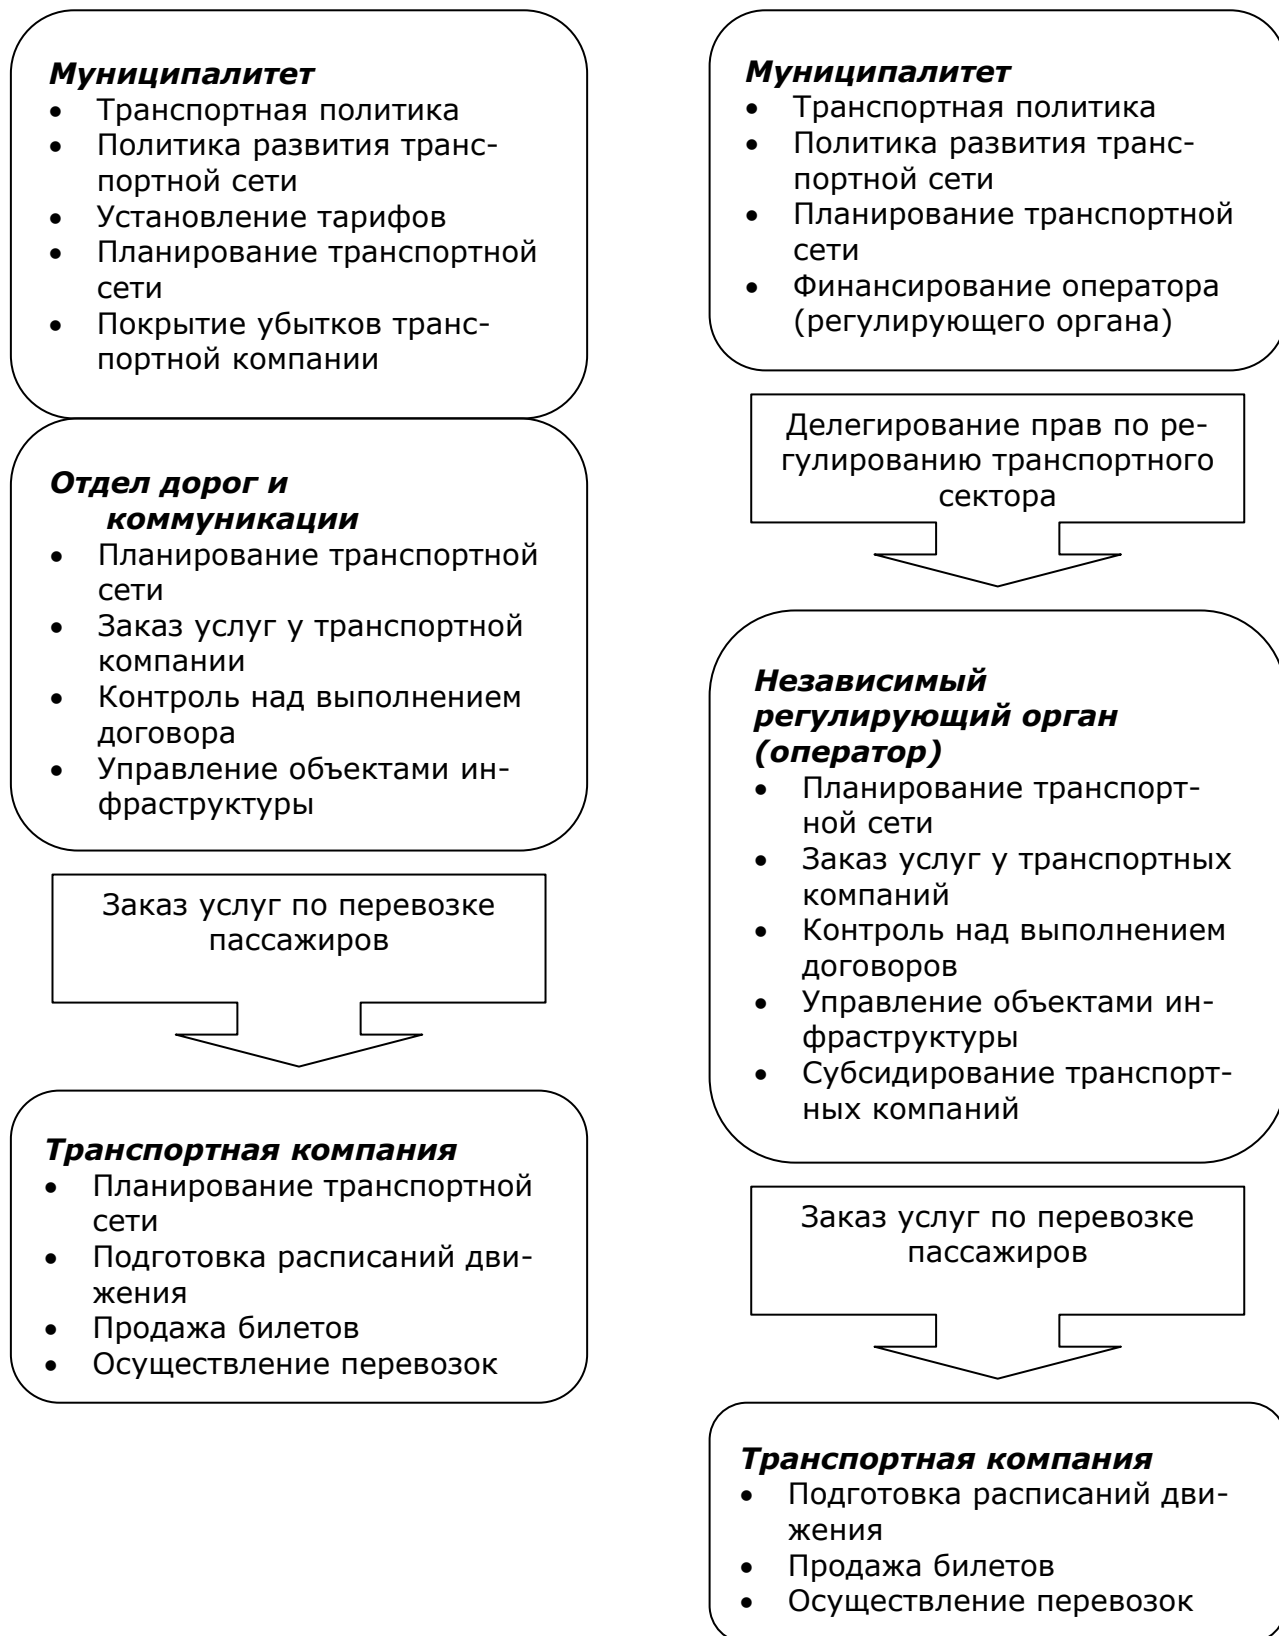 Муниципалитет
• Транспортная политика
• Политика развития транс-
портной сети
• Установление тарифов
• Планирование транспортной
сети
• Покрытие убытков транс-
портной компании
Отдел дорог и
коммуникации
• Планирование транспортной
сети
• Заказ услуг у транспортной
компании
• Контроль над выполнением
договора
• Управление объектами ин-
фраструктуры
Заказ услуг по перевозке
пассажиров
Транспортная компания
• Планирование транспортной
сети
• Подготовка расписаний дви-
жения
• Продажа билетов
• Осуществление перевозок
Муниципалитет
• Транспортная политика
• Политика развития транс-
портной сети
• Планирование транспортной
сети
• Финансирование оператора
(регулирующего органа)
Делегирование прав по ре-
гулированию транспортного
сектора
Независимый
регулирующий орган
(оператор)
• Планирование транспорт-
ной сети
• Заказ услуг у транспортных
компаний
• Контроль над выполнением
договоров
• Управление объектами ин-
фраструктуры
• Субсидирование транспорт-
ных компаний
Заказ услуг по перевозке
пассажиров
Транспортная компания
• Подготовка расписаний дви-
жения
• Продажа билетов
• Осуществление перевозок